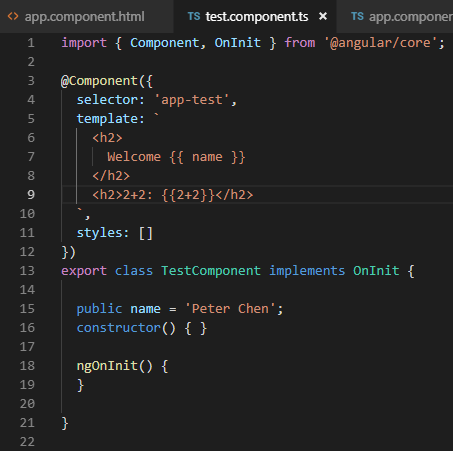 <> app.component.html TS test.component.ts × TS app.componen
1 import { Component, OnInit } from '@angular/core';
2
3 @Component({
4   selector: 'app-test',
5   template: `
6     <h2>
7       Welcome {{ name }}
8     </h2>
9     <h2>2+2: {{2+2}}</h2>
10   `,
11   styles: []
12 })
13 export class TestComponent implements OnInit {
14
15   public name = 'Peter Chen';
16   constructor() { }
17
18   ngOnInit() {
19   }
20
21 }
22